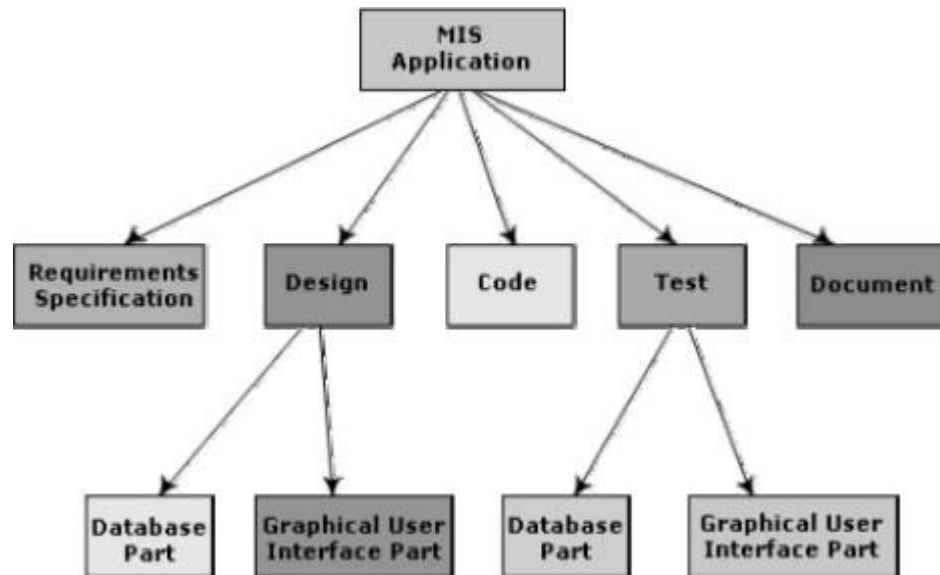 MIS
Application
Requirements
Specification
Design
Code
Test
Document
Database
Part
Graphical User
Interface Part
Database
Part
Graphical User
Interface Part